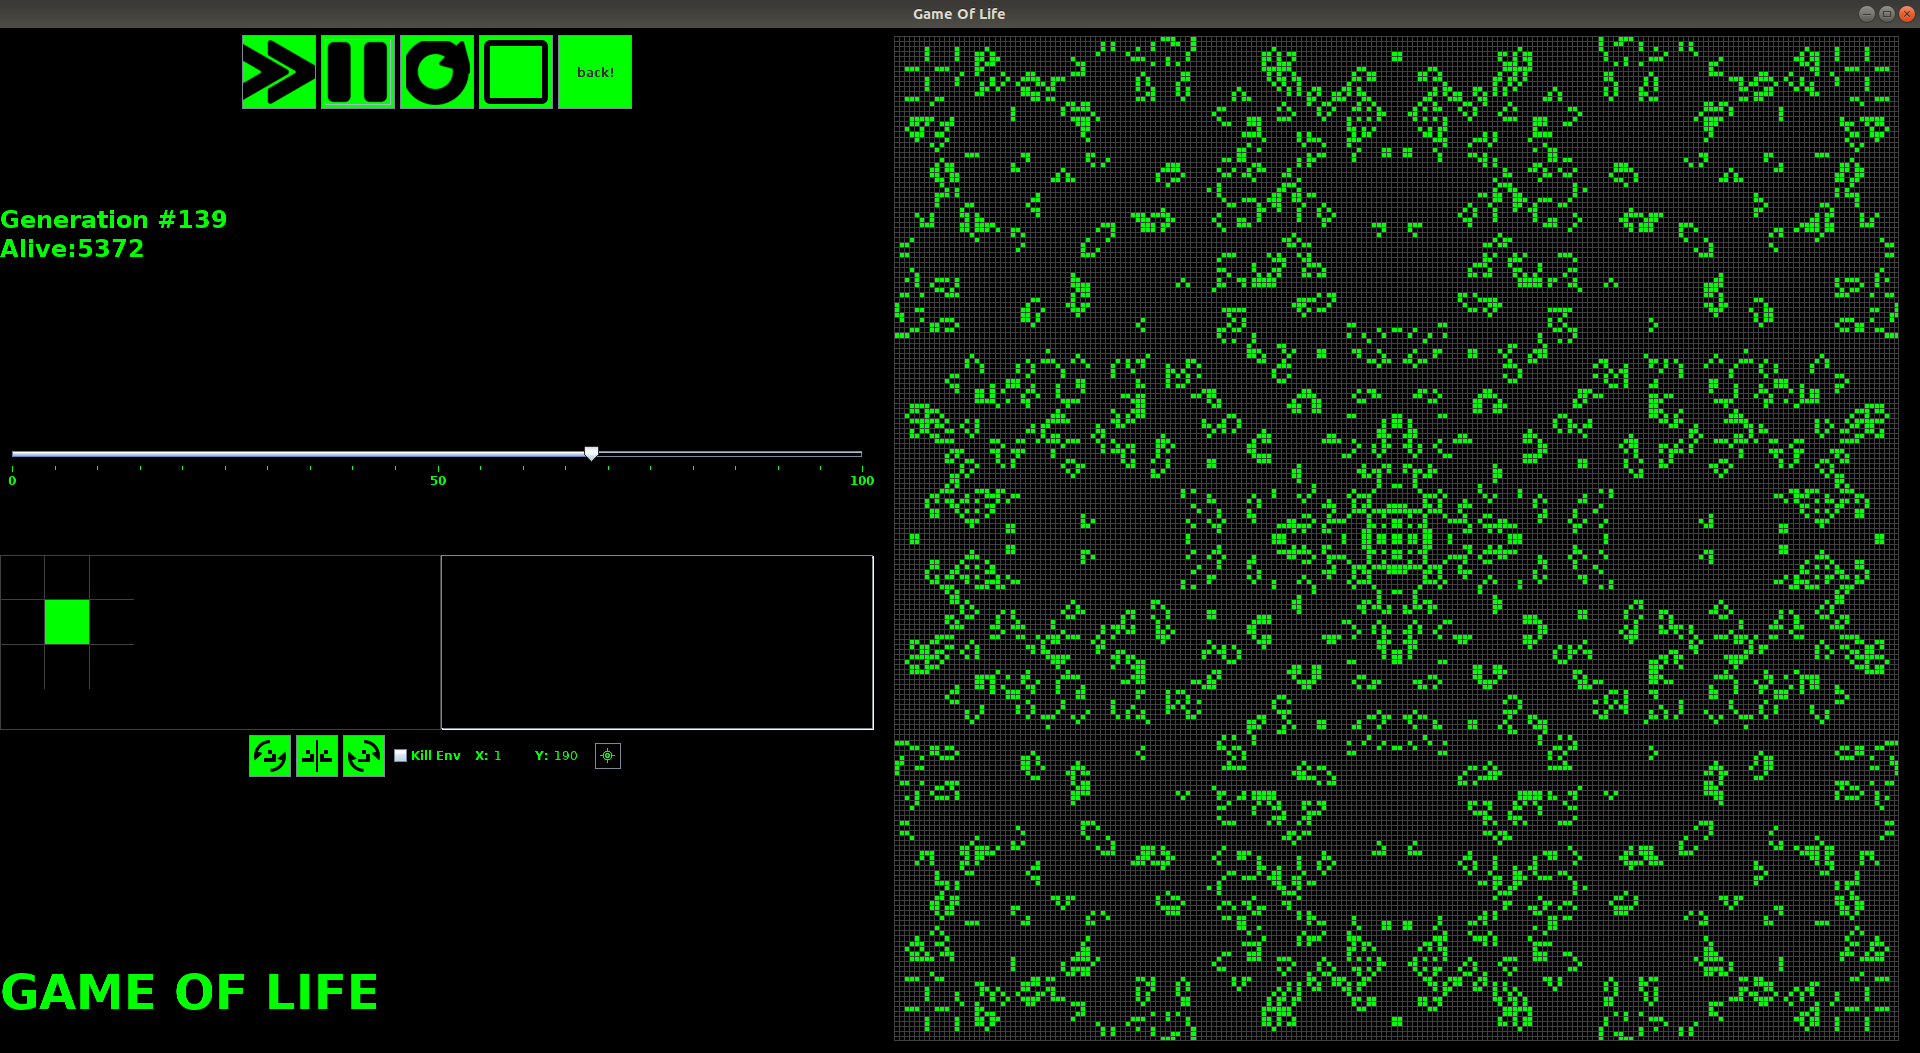 Game Of Life
back!
Generation #139
Alive:5372
0 50 100
Kill Env X: 1 Y: 190
GAME OF LIFE